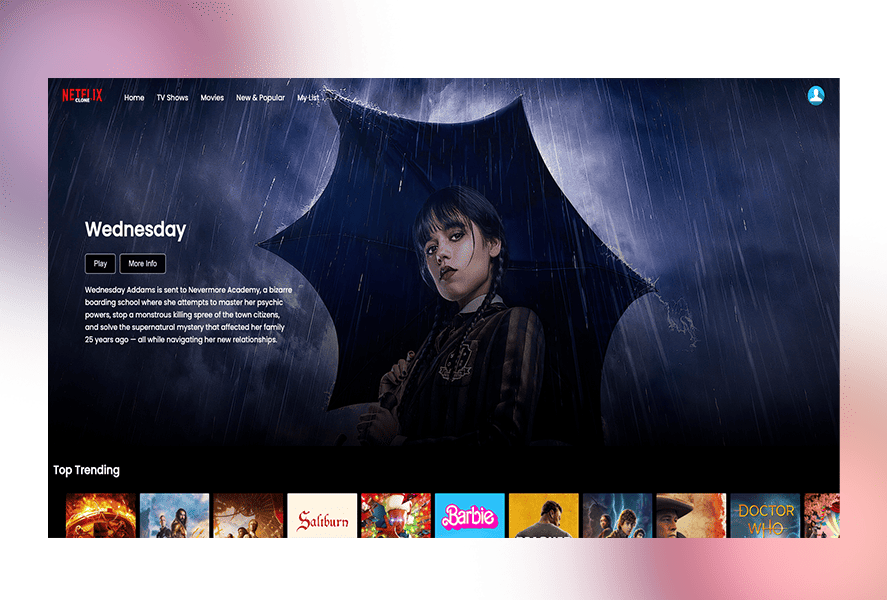 NETFLIX
CLONE
Home TV Shows Movies New & Popular My List
Wednesday
Play More Info
Wednesday Addams is sent to Nevermore Academy, a bizarre
boarding school where she attempts to master her psychic
powers, stop a monstrous killing spree of the town citizens,
and solve the supernatural mystery that affected her family
25 years ago — all while navigating her new relationships.
Top Trending
Saltburn
Barbie
DOCTOR
WHO